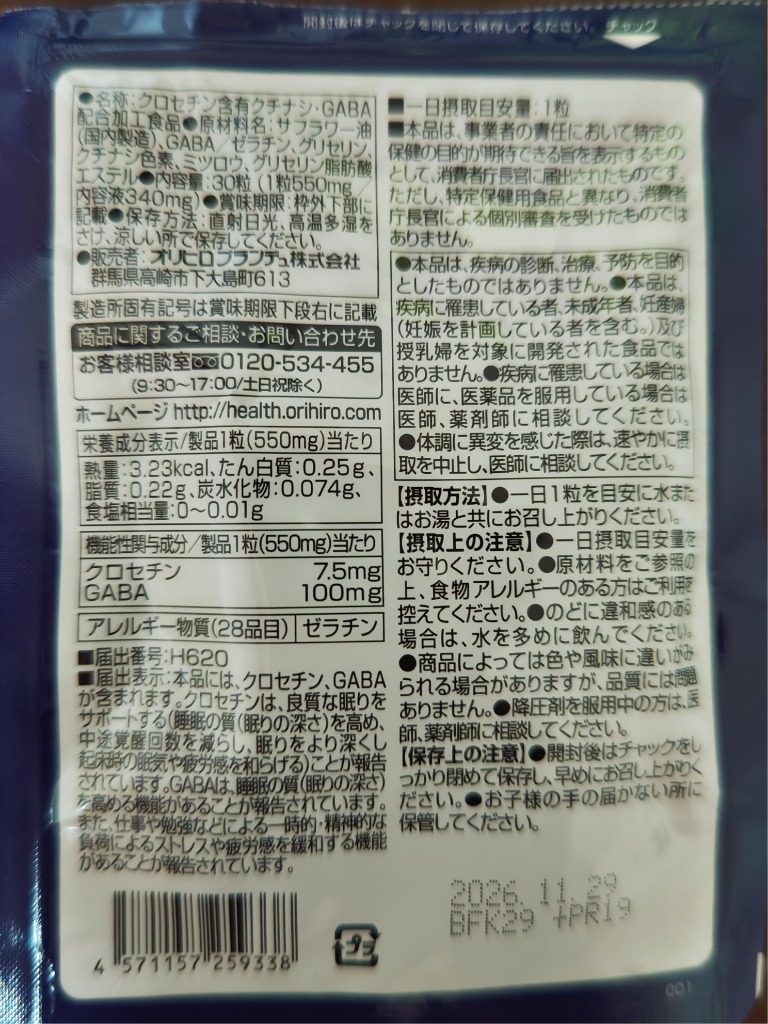 開封後はチャックを閉じて保存してください。 チャック
●名称:クロセチン含有クチナシ・GABA
配合加工食品●原材料名:サフラワー油
(国内製造)、GABA/ゼラチン、グリセリン、
クチナシ色素、ミツロウ、グリセリン脂肪酸
エステル●内容量:30粒(1粒550mg/
内容液340mg)●賞味期限:枠外下部に
記載●保存方法:直射日光、高温多湿を
さけ、涼しい所で保存してください。
●販売者:オリヒロプランデュ株式会社
群馬県高崎市下大島町613
製造所固有記号は賞味期限下段右に記載
商品に関するご相談・お問い合わせ先
お客様相談室 0120-534-455
(9:30~17:00/土日祝除く)
ホームページ http://health.orihiro.com
栄養成分表示/製品1粒(550mg)当たり
熱量:3.23kcal、たん白質:0.25g、
脂質:0.22g、炭水化物:0.074g、
食塩相当量:0~0.01g
機能性関与成分/製品1粒(550mg)当たり
クロセチン 7.5mg
GABA 100mg
アレルギー物質(28品目) ゼラチン
■届出番号:H620
■届出表示:本品には、クロセチン、GABA
が含まれます。クロセチンは、良質な眠りを
サポートする(睡眠の質(眠りの深さ)を高め、
中途覚醒回数を減らし、眠りをより深くし
起床時の眠気や疲労感を和らげる)ことが報告
されています。GABAは、睡眠の質(眠りの深さ)
を高める機能があることが報告されています。
また、仕事や勉強などによる一時的・精神的な
負荷によるストレスや疲労感を緩和する機能
があることが報告されています。
4 571157 259338
■一日摂取目安量:1粒
■本品は、事業者の責任において特定の
保健の目的が期待できる旨を表示するもの
として、消費者庁長官に届出されたものです。
ただし、特定保健用食品と異なり、消費者
庁長官による個別審査を受けたものでは
ありません。
●本品は、疾病の診断、治療、予防を目的
としたものではありません。●本品は、
疾病に罹患している者、未成年者、妊産婦
(妊娠を計画している者を含む。)及び
授乳婦を対象に開発された食品では
ありません。●疾病に罹患している場合は
医師に、医薬品を服用している場合は
医師、薬剤師に相談してください。
●体調に異変を感じた際は、速やかに摂
取を中止し、医師に相談してください。
【摂取方法】●一日1粒を目安に水また
はお湯と共にお召し上がりください。
【摂取上の注意】●一日摂取目安量を
お守りください。●原材料をご参照の
上、食物アレルギーのある方はご利用を
控えてください。●のどに違和感のある
場合は、水を多めに飲んでください。
●商品によっては色や風味に違いがみ
られる場合がありますが、品質には問題
ありません。●降圧剤を服用中の方は、医
師、薬剤師に相談してください。
【保存上の注意】●開封後はチャックをし
っかり閉めて保存し、早めにお召し上がりく
ださい。●お子様の手の届かない所に
保管してください。
プラ
2026.11.29
BFK29 +PR19
001